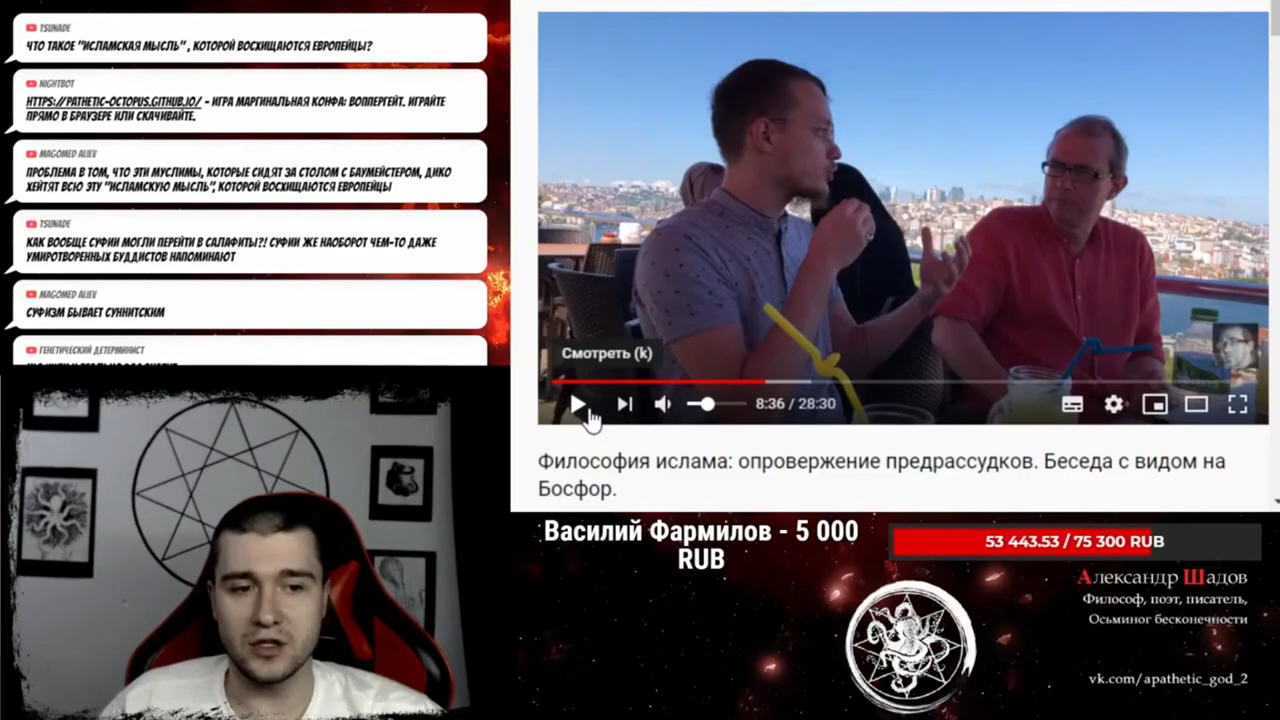 TSUNADE
ЧТО ТАКОЕ "ИСЛАМСКАЯ МЫСЛЬ" , КОТОРОЙ ВОСХИЩАЮТСЯ ЕВРОПЕЙЦЫ?
NIGHTBOT
HTTPS://PATHETIC-OCTOPUS.GITHUB.IO/ - ИГРА МАРГИНАЛЬНАЯ КОНФА: ВОППЕРГЕЙТ. ИГРАЙТЕ
ПРЯМО В БРАУЗЕРЕ ИЛИ СКАЧИВАЙТЕ.
MAGOMED ALIEV
ПРОБЛЕМА В ТОМ, ЧТО ЭТИ МУСЛИМЫ, КОТОРЫЕ СИДЯТ ЗА СТОЛОМ С БАУМЕЙСТЕРОМ, ДИКО
ХЕЙТЯТ ВСЮ ЭТУ "ИСЛАМСКУЮ МЫСЛЬ", КОТОРОЙ ВОСХИЩАЮТСЯ ЕВРОПЕЙЦЫ
TSUNADE
КАК ВООБЩЕ СУФИИ МОГЛИ ПЕРЕЙТИ В САЛАФИТЫ?! СУФИИ ЖЕ НАОБОРОТ ЧЕМ-ТО ДАЖЕ
УМИРОТВОРЕННЫХ БУДДИСТОВ НАПОМИНАЮТ
MAGOMED ALIEV
СУФИЗМ БЫВАЕТ СУННИТСКИМ
ГЕНЕТИЧЕСКИЙ ДЕТЕРМИНИСТ
Смотреть (k)
8:36 / 28:30
Философия ислама: опровержение предрассудков. Беседа с видом на
Босфор.
Василий Фармилов - 5 000
RUB
53 443.53 / 75 300 RUB
Александр Шадов
Философ, поэт, писатель,
Осьминог бесконечности
vk.com/apathetic_god_2